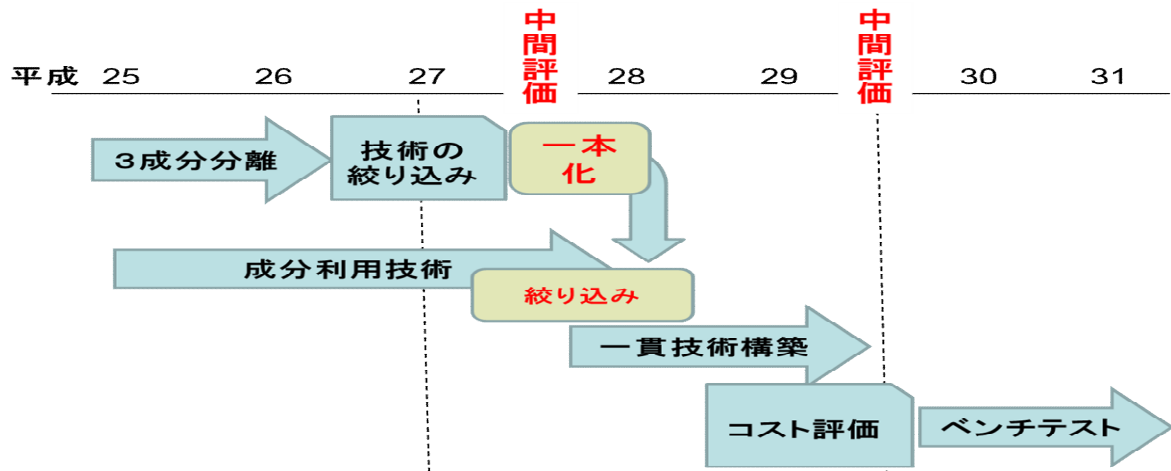 中間評価
中間評価
平成 25 26 27 28 29 30 31
3成分分離
技術の
絞り込み
一本
化
成分利用技術
絞り込み
一貫技術構築
コスト評価
ベンチテスト